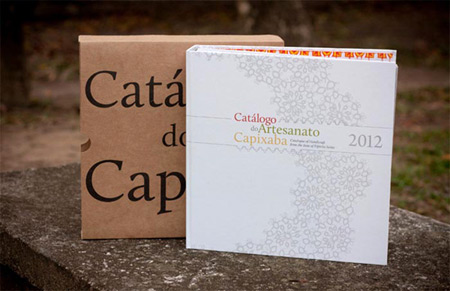 Catá
do
Cap
Catálogo
do Artesanato
Capixaba
2012